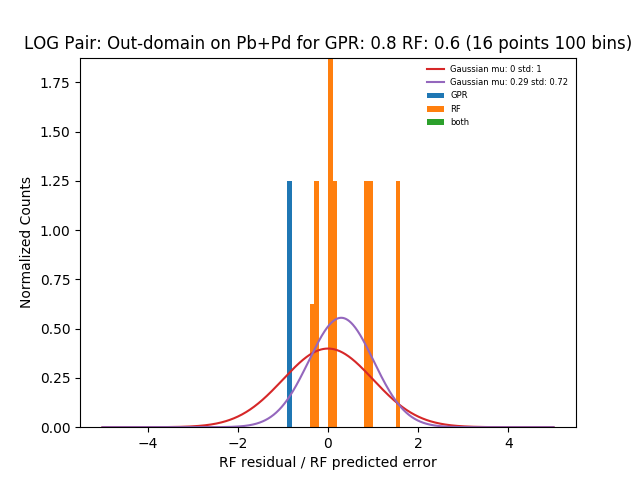 LOG Pair: Out-domain on Pb+Pd for GPR: 0.8 RF: 0.6 (16 points 100 bins)
Gaussian mu: 0 std: 1
Gaussian mu: 0.29 std: 0.72
GPR
RF
both
Normalized Counts
1.75
1.50
1.25
1.00
0.75
0.50
0.25
0.00
−4 −2 0 2 4
RF residual / RF predicted error